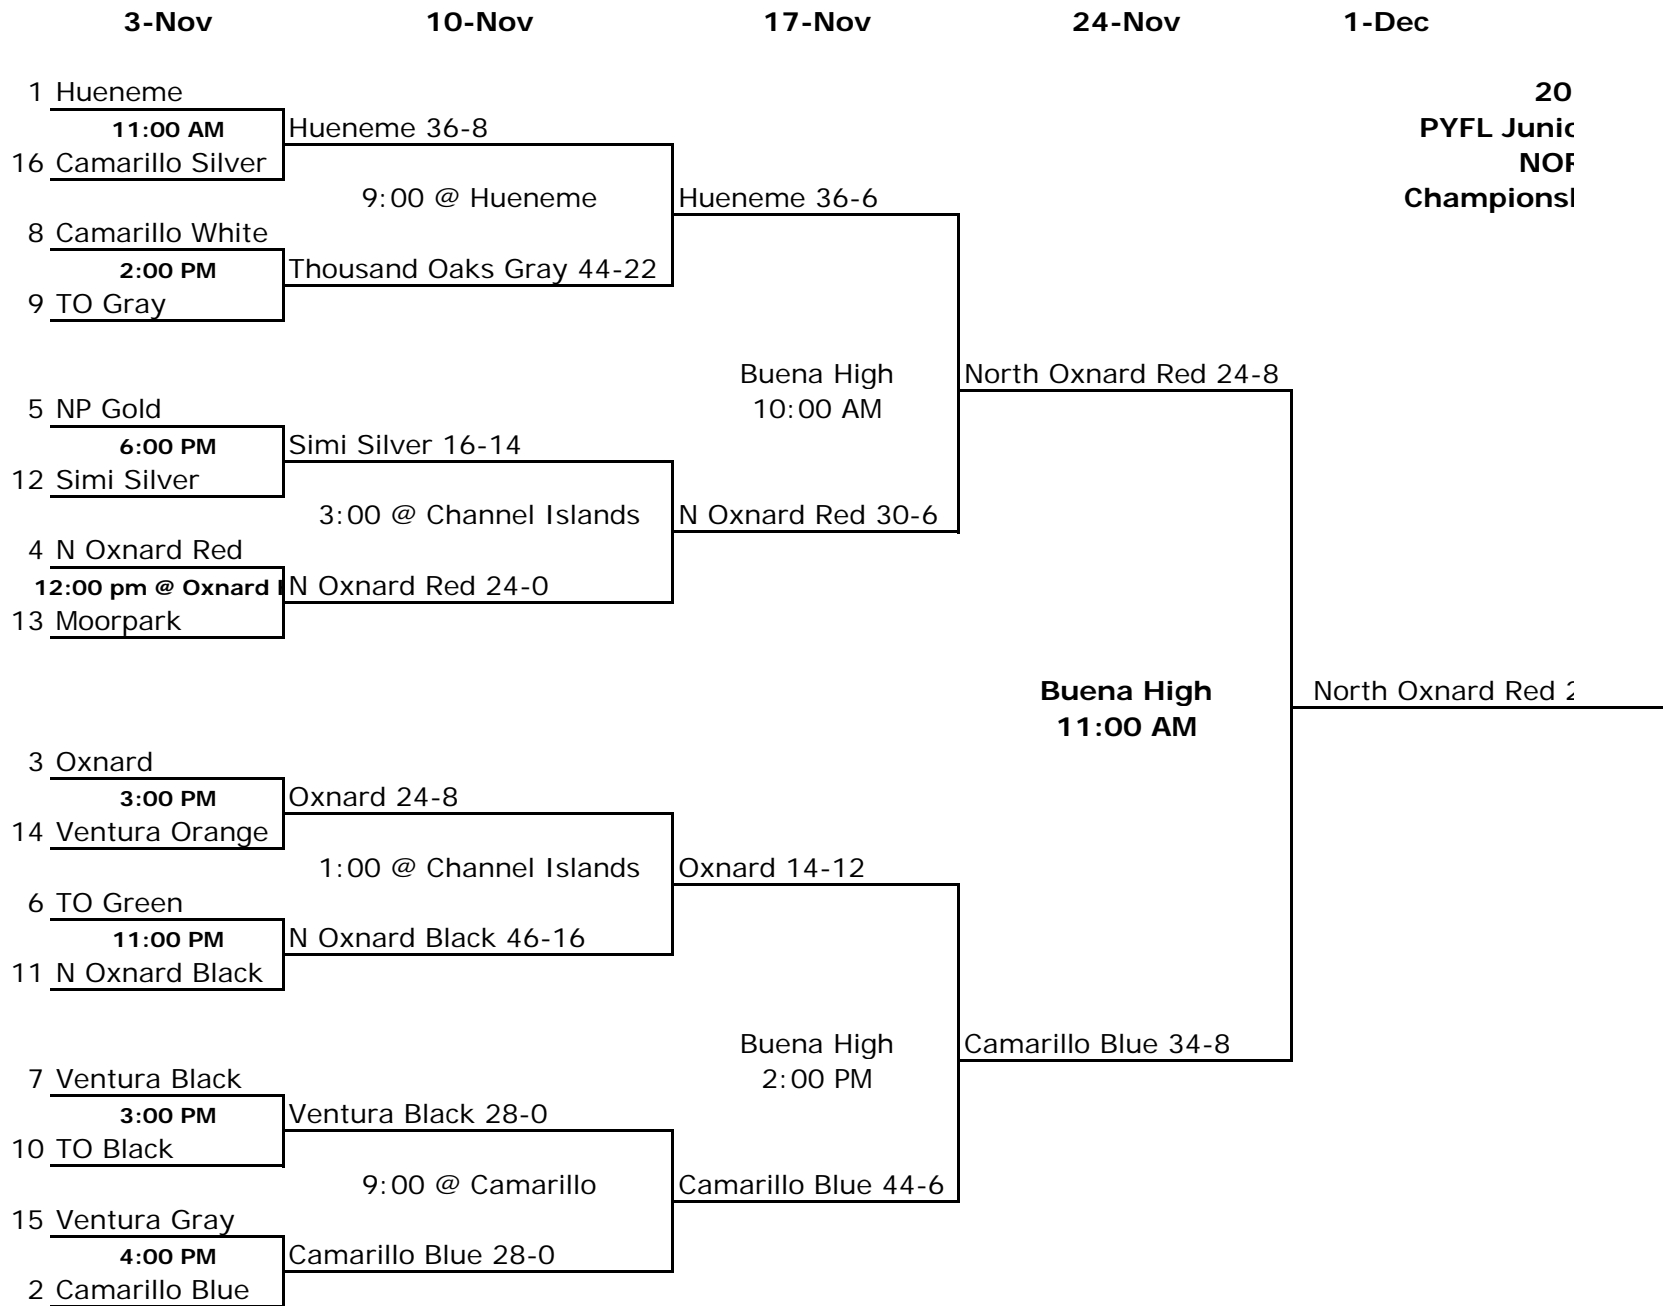 3-Nov 10-Nov 17-Nov 24-Nov 1-Dec
1 Hueneme
20
11:00 AM Hueneme 36-8
PYFL
16 Camarillo Silver
9:00 @ Hueneme Hueneme 36-6
8 Camarillo White
2:00 PM Thousand Oaks Gray 44-22
9 TO Gray
Buena High North Oxnard Red 24-8
5 NP Gold 10:00 AM
6:00 PM Simi Silver 16-14
12 Simi Silver
3:00 @ Channel Islands N Oxnard Red 30-6
4 N Oxnard Red
12:00 pm @ Oxnard N Oxnard Red 24-0
13 Moorpark
Buena High North Oxnard Red
11:00 AM
3 Oxnard
3:00 PM Oxnard 24-8
14 Ventura Orange
1:00 @ Channel Islands Oxnard 14-12
6 TO Green
11:00 PM N Oxnard Black 46-16
11 N Oxnard Black
Buena High Camarillo Blue 34-8
7 Ventura Black 2:00 PM
3:00 PM Ventura Black 28-0
10 TO Black
9:00 @ Camarillo Camarillo Blue 44-6
15 Ventura Gray
4:00 PM Camarillo Blue 28-0
2 Camarillo Blue